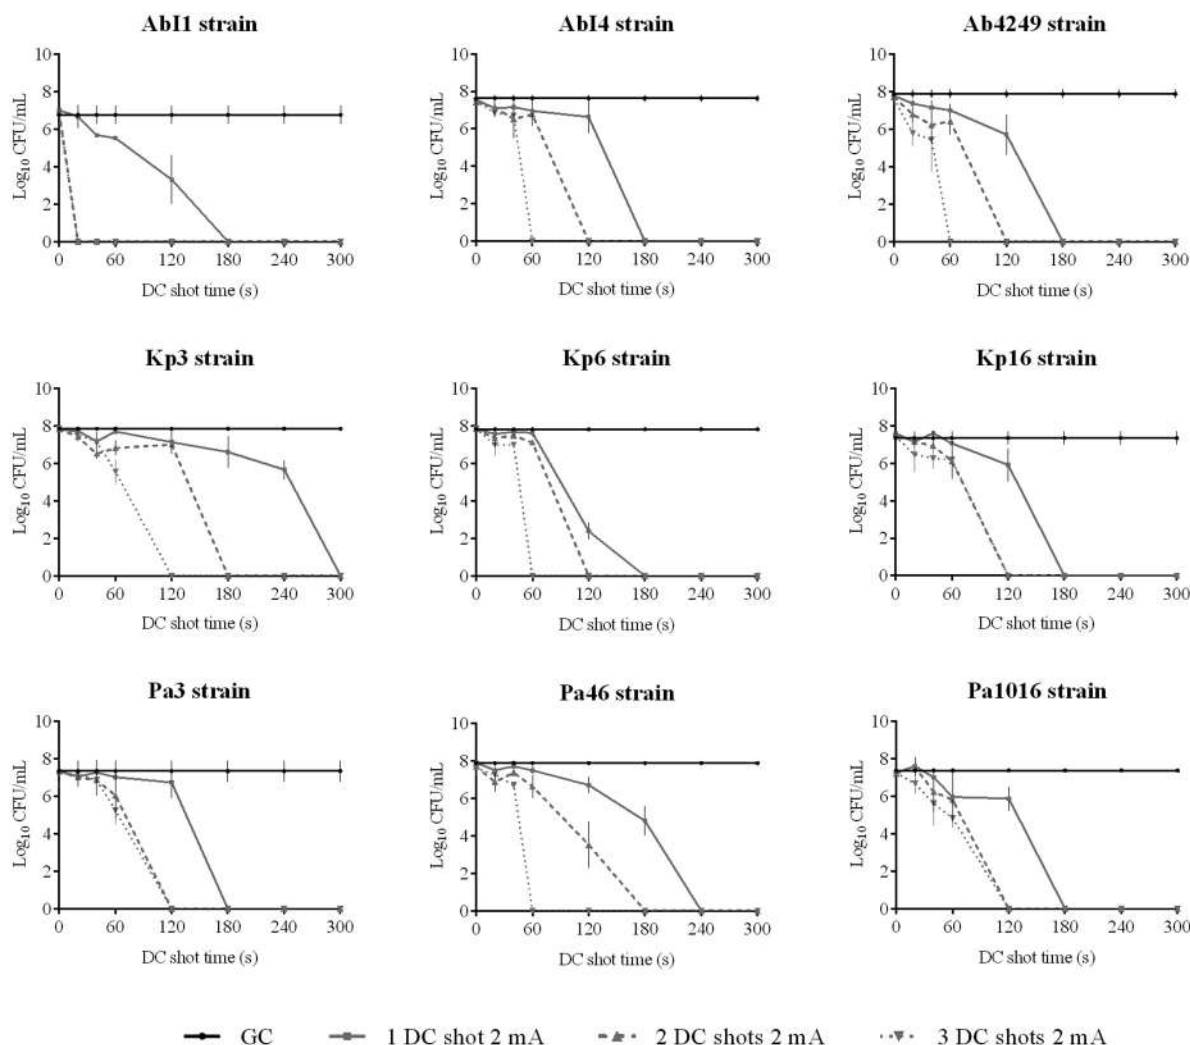 AbI1 strain
Log10 CFU/mL
10
8
6
4
2
0
0 60 120 180 240 300
DC shot time (s)
AbI4 strain
Log10 CFU/mL
10
8
6
4
2
0
0 60 120 180 240 300
DC shot time (s)
Ab4249 strain
Log10 CFU/mL
10
8
6
4
2
0
0 60 120 180 240 300
DC shot time (s)
Kp3 strain
Log10 CFU/mL
10
8
6
4
2
0
0 60 120 180 240 300
DC shot time (s)
Kp6 strain
Log10 CFU/mL
10
8
6
4
2
0
0 60 120 180 240 300
DC shot time (s)
Kp16 strain
Log10 CFU/mL
10
8
6
4
2
0
0 60 120 180 240 300
DC shot time (s)
Pa3 strain
Log10 CFU/mL
10
8
6
4
2
0
0 60 120 180 240 300
DC shot time (s)
Pa46 strain
Log10 CFU/mL
10
8
6
4
2
0
0 60 120 180 240 300
DC shot time (s)
Pa1016 strain
Log10 CFU/mL
10
8
6
4
2
0
0 60 120 180 240 300
DC shot time (s)
GC 1 DC shot 2 mA 2 DC shots 2 mA 3 DC shots 2 mA